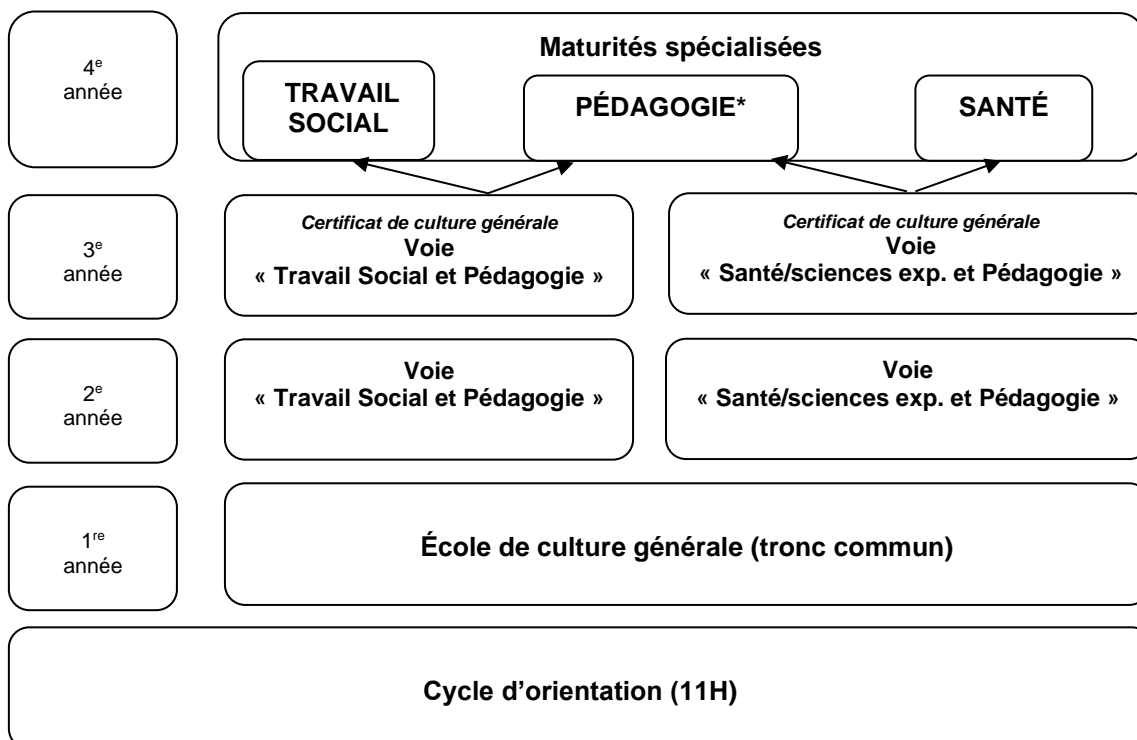 4e
année
Maturités spécialisées
TRAVAIL
SOCIAL
PÉDAGOGIE*
SANTÉ
3e
année
Certificat de culture générale
Voie
« Travail Social et Pédagogie »
Certificat de culture générale
Voie
« Santé/sciences exp. et Pédagogie »
2e
année
Voie
« Travail Social et Pédagogie »
Voie
« Santé/sciences exp. et Pédagogie »
1re
année
École de culture générale (tronc commun)
Cycle d’orientation (11H)